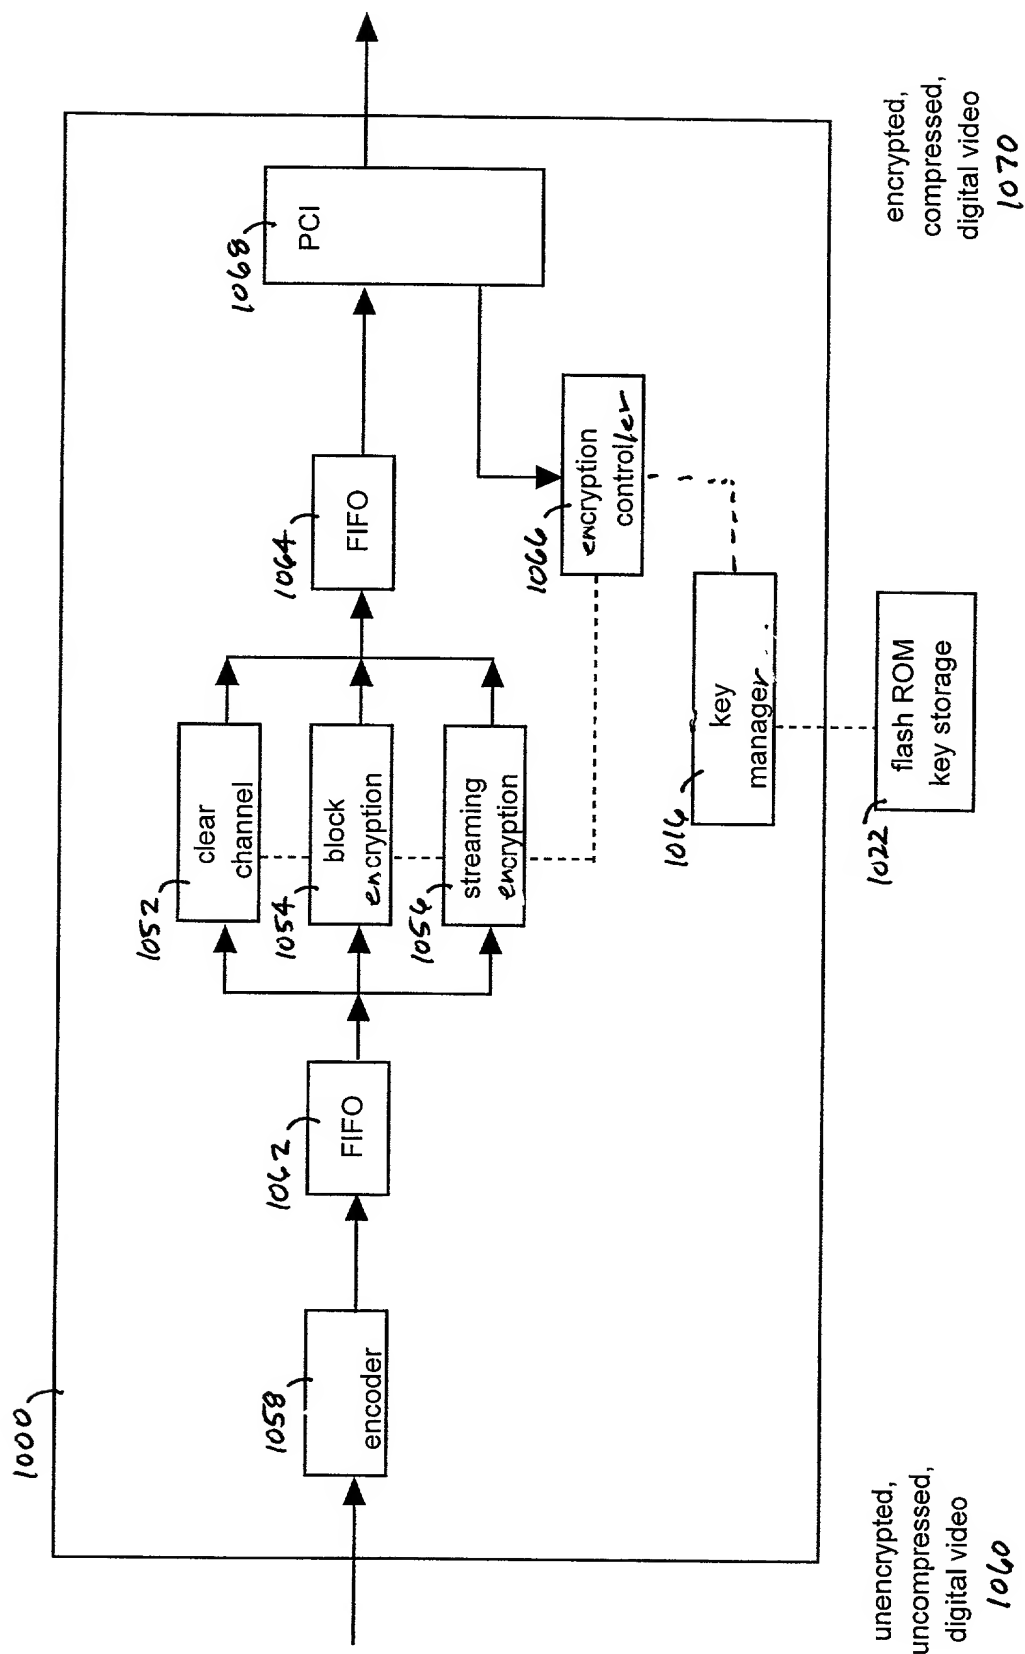 1000
1058
encoder
1062
FIFO
1052
clear
channel
1054
block
encryption
1056
streaming
encryption
1064
FIFO
1068
PCI
1066
encryption
controller
1016
key
manager
1022
flash ROM
key storage
unencrypted,
uncompressed,
digital video
1060
encrypted,
compressed,
digital video
1070